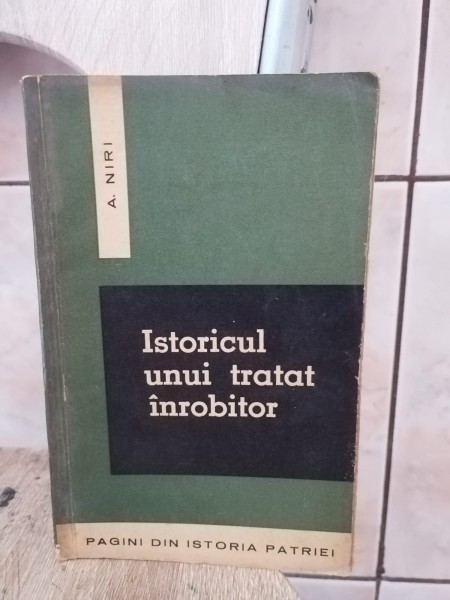 A. NIRI
Istoricul
unui tratat
înrobitor
PAGINI DIN ISTORIA PATRIEI